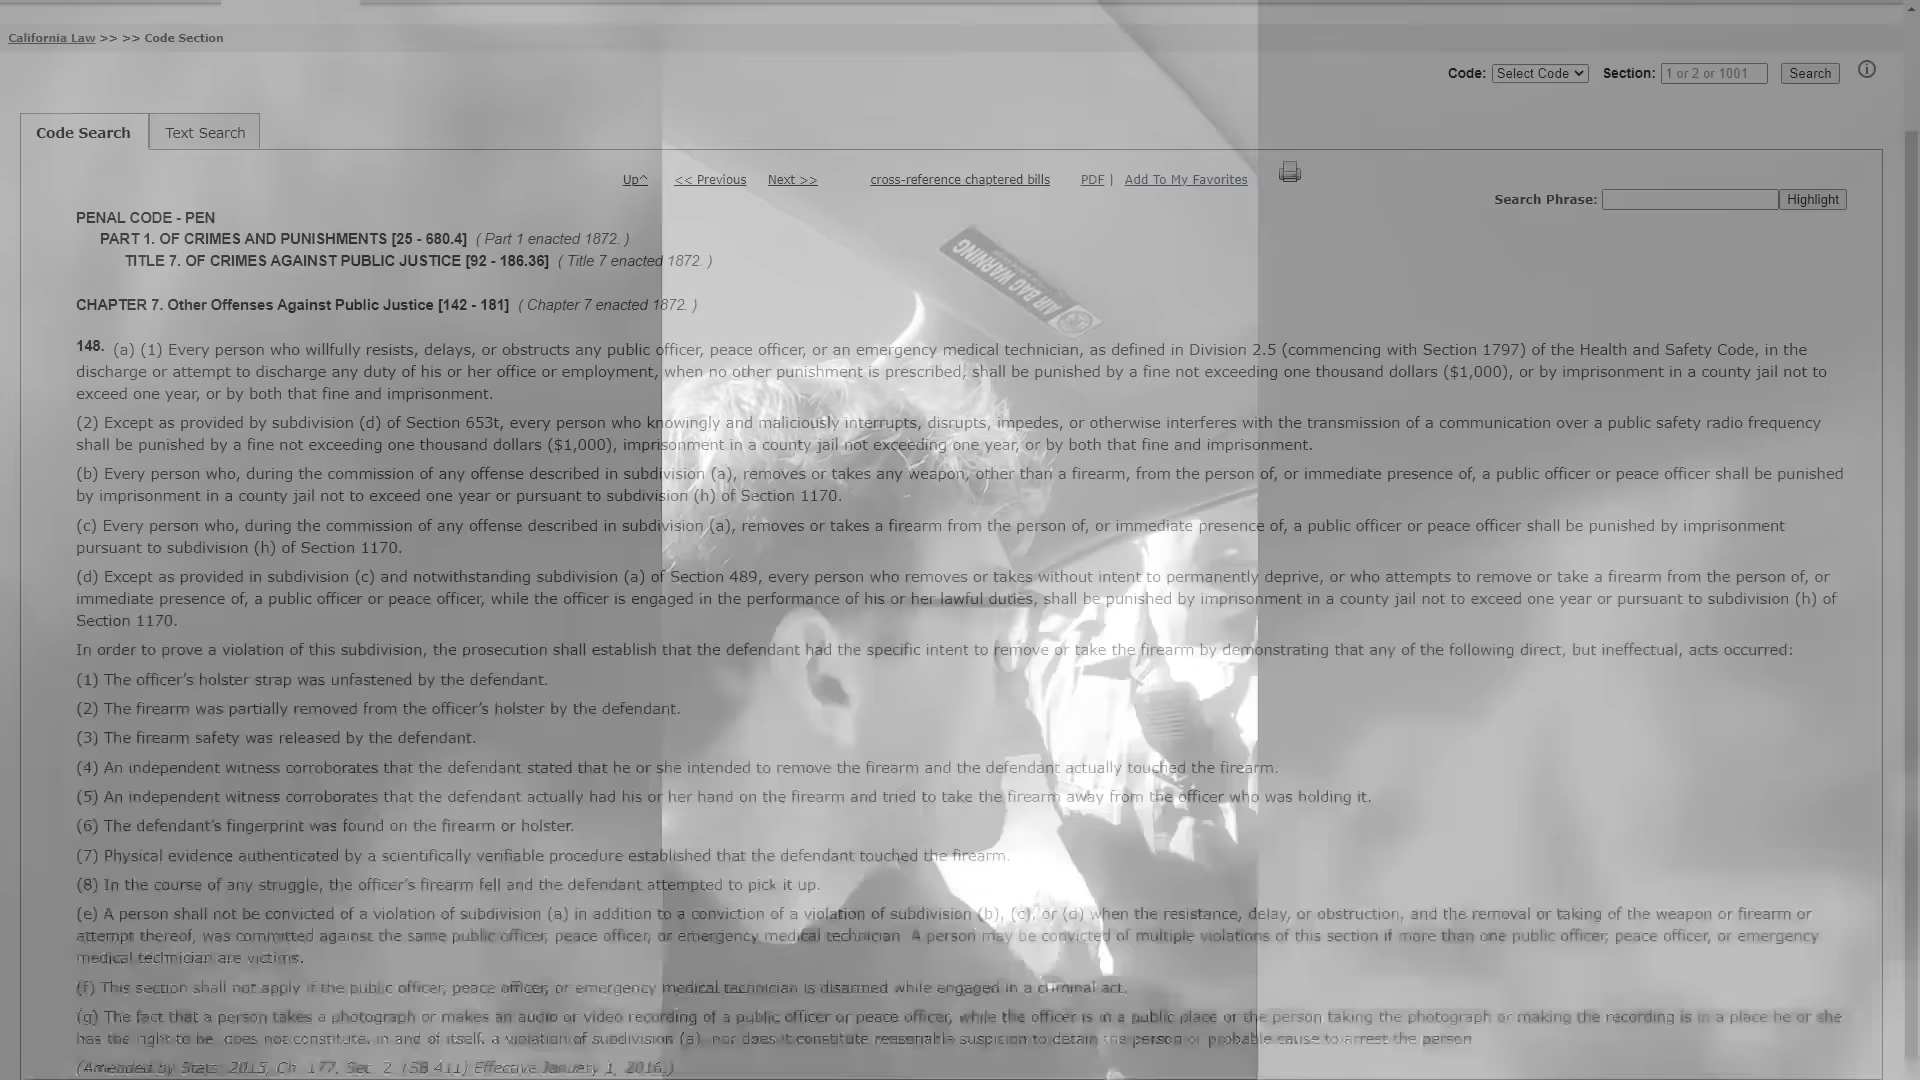 California Law >> >> Code Section
Code: Select Code Section: 1 or 2 or 1001 Search
Code Search Text Search
Up^ << Previous Next >> cross-reference chaptered bills PDF | Add To My Favorites
Search Phrase: Highlight
PENAL CODE - PEN
PART 1. OF CRIMES AND PUNISHMENTS [25 - 680.4] ( Part 1 enacted 1872. )
TITLE 7. OF CRIMES AGAINST PUBLIC JUSTICE [92 - 186.36] ( Title 7 enacted 1872. )
AIR BAG WARNING
CHAPTER 7. Other Offenses Against Public Justice [142 - 181] ( Chapter 7 enacted 1872. )
148. (a) (1) Every person who willfully resists, delays, or obstructs any public officer, peace officer, or an emergency medical technician, as defined in Division 2.5 (commencing with Section 1797) of the Health and Safety Code, in the
discharge or attempt to discharge any duty of his or her office or employment, when no other punishment is prescribed, shall be punished by a fine not exceeding one thousand dollars ($1,000), or by imprisonment in a county jail not to
exceed one year, or by both that fine and imprisonment.
(2) Except as provided by subdivision (d) of Section 653t, every person who knowingly and maliciously interrupts, disrupts, impedes, or otherwise interferes with the transmission of a communication over a public safety radio frequency
shall be punished by a fine not exceeding one thousand dollars ($1,000), imprisonment in a county jail not exceeding one year, or by both that fine and imprisonment.
(b) Every person who, during the commission of any offense described in subdivision (a), removes or takes any weapon, other than a firearm, from the person of, or immediate presence of, a public officer or peace officer shall be punished
by imprisonment in a county jail not to exceed one year or pursuant to subdivision (h) of Section 1170.
(c) Every person who, during the commission of any offense described in subdivision (a), removes or takes a firearm from the person of, or immediate presence of, a public officer or peace officer shall be punished by imprisonment
pursuant to subdivision (h) of Section 1170.
(d) Except as provided in subdivision (c) and notwithstanding subdivision (a) of Section 489, every person who removes or takes without intent to permanently deprive, or who attempts to remove or take a firearm from the person of, or
immediate presence of, a public officer or peace officer, while the officer is engaged in the performance of his or her lawful duties, shall be punished by imprisonment in a county jail not to exceed one year or pursuant to subdivision (h) of
Section 1170.
In order to prove a violation of this subdivision, the prosecution shall establish that the defendant had the specific intent to remove or take the firearm by demonstrating that any of the following direct, but ineffectual, acts occurred:
(1) The officer's holster strap was unfastened by the defendant.
(2) The firearm was partially removed from the officer's holster by the defendant.
(3) The firearm safety was released by the defendant.
(4) An independent witness corroborates that the defendant stated that he or she intended to remove the firearm and the defendant actually touched the firearm.
(5) An independent witness corroborates that the defendant actually had his or her hand on the firearm and tried to take the firearm away from the officer who was holding it.
(6) The defendant's fingerprint was found on the firearm or holster.
(7) Physical evidence authenticated by a scientifically verifiable procedure established that the defendant touched the firearm.
(8) In the course of any struggle, the officer's firearm fell and the defendant attempted to pick it up.
(e) A person shall not be convicted of a violation of subdivision (a) in addition to a conviction of a violation of subdivision (b), (c), or (d) when the resistance, delay, or obstruction, and the removal or taking of the weapon or firearm or
attempt thereof, was committed against the same public officer, peace officer, or emergency medical technician. A person may be convicted of multiple violations of this section if more than one public officer, peace officer, or emergency
medical technician are victims.
(f) This section shall not apply if the public officer, peace officer, or emergency medical technician is disarmed while engaged in a criminal act.
(g) The fact that a person takes a photograph or makes an audio or video recording of a public officer or peace officer, while the officer is in a public place or the person taking the photograph or making the recording is in a place he or she
has the right to be, does not constitute, in and of itself, a violation of subdivision (a), nor does it constitute reasonable suspicion to detain the person or probable cause to arrest the person
(Amended by Stats. 2015, Ch. 177, Sec. 2. (SB 411) Effective January 1, 2016.)